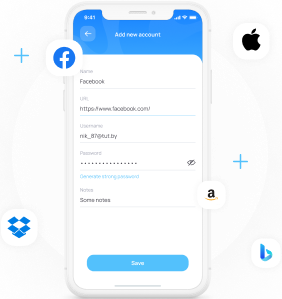 9:41
Add new account
Name
Facebook
URL
https://www.facebook.com/
Username
nik_87@tut.by
Password
••••••••••••••••
Generate strong password
Notice
Some notes
Save